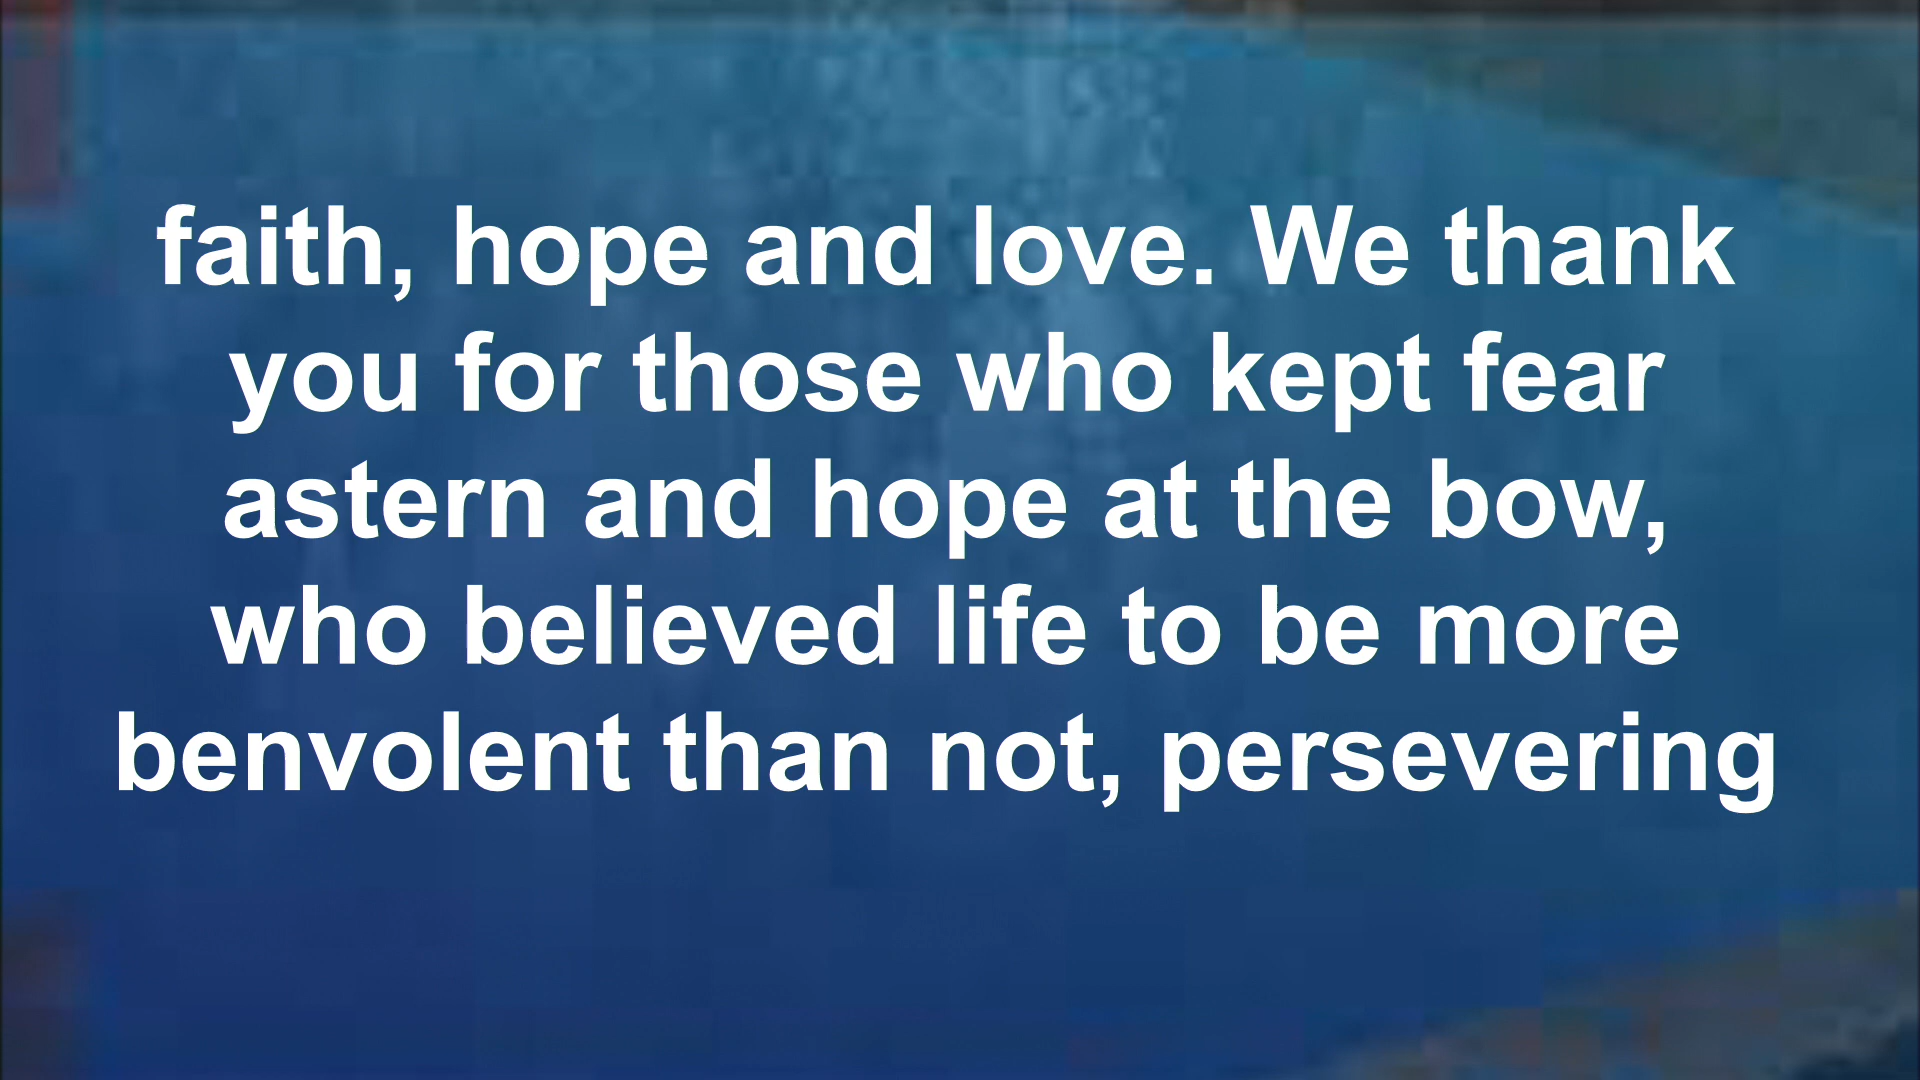 faith, hope and love. We thank
you for those who kept fear
astern and hope at the bow,
who believed life to be more
benvolent than not, persevering